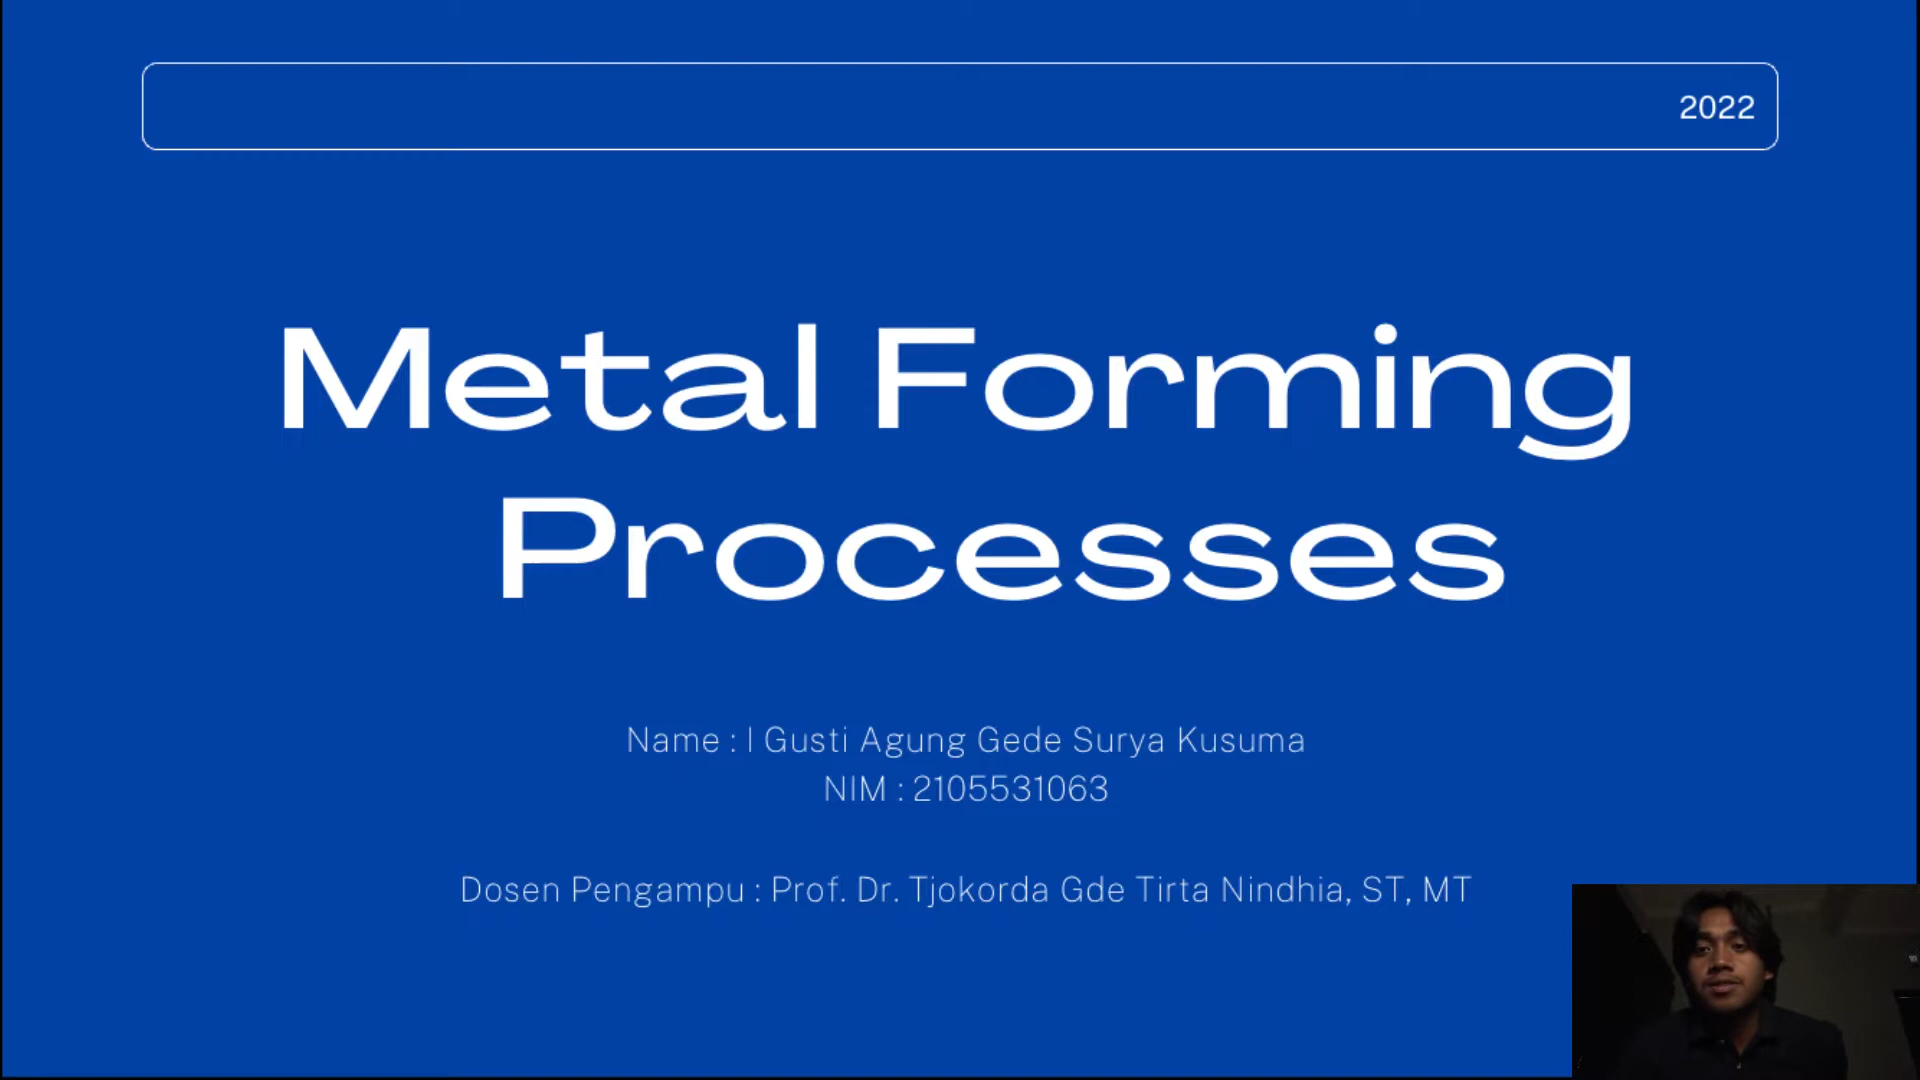 2022
Metal Forming
Processes
Name : I Gusti Agung Gede Surya Kusuma
NIM : 2105531063
Dosen Pengampu : Prof. Dr. Tjokorda Gde Tirta Nindhia, ST, MT